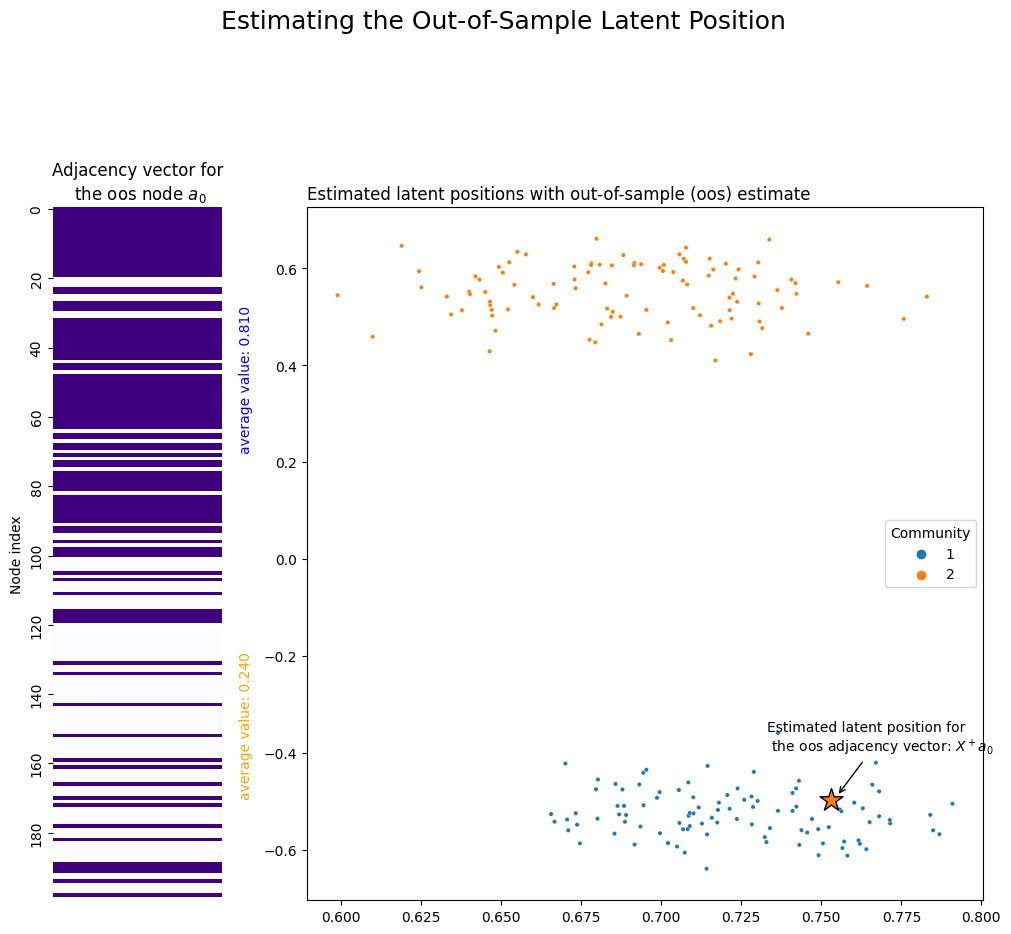 Estimating the Out-of-Sample Latent Position
Adjacency vector for
the oos node a₀
Node index
0
20
40
60
80
100
120
140
160
180
average value: 0.810
average value: 0.240
Estimated latent positions with out-of-sample (oos) estimate
0.6
0.4
0.2
0.0
−0.2
−0.4
−0.6
Community
1
2
Estimated latent position for
the oos adjacency vector: X⁺a₀
0.600
0.625
0.650
0.675
0.700
0.725
0.750
0.775
0.800